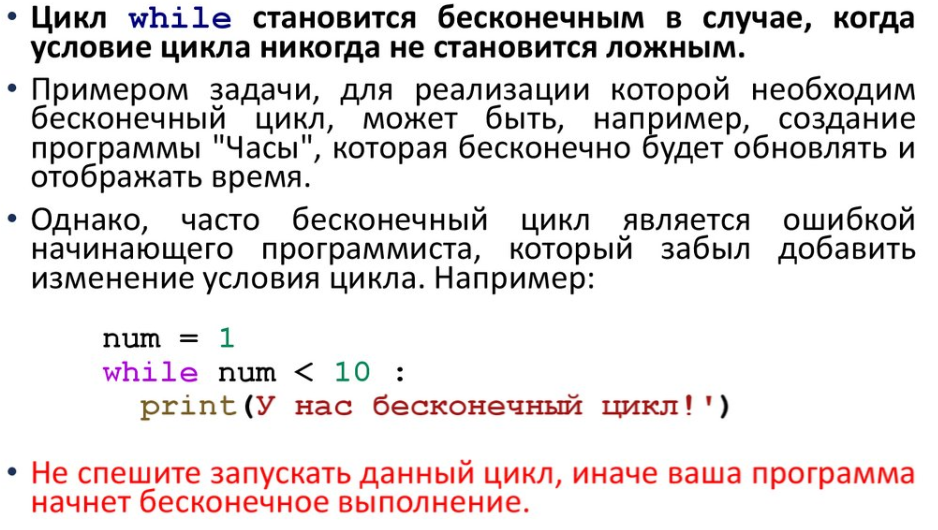 • Цикл while становится бесконечным в случае, когда
условие цикла никогда не становится ложным.
• Примером задачи, для реализации которой необходим
бесконечный цикл, может быть, например, создание
программы "Часы", которая бесконечно будет обновлять и
отображать время.
• Однако, часто бесконечный цикл является ошибкой
начинающего программиста, который забыл добавить
изменение условия цикла. Например:
num = 1
while num < 10 :
print(У нас бесконечный цикл!')
• Не спешите запускать данный цикл, иначе ваша программа
начнет бесконечное выполнение.